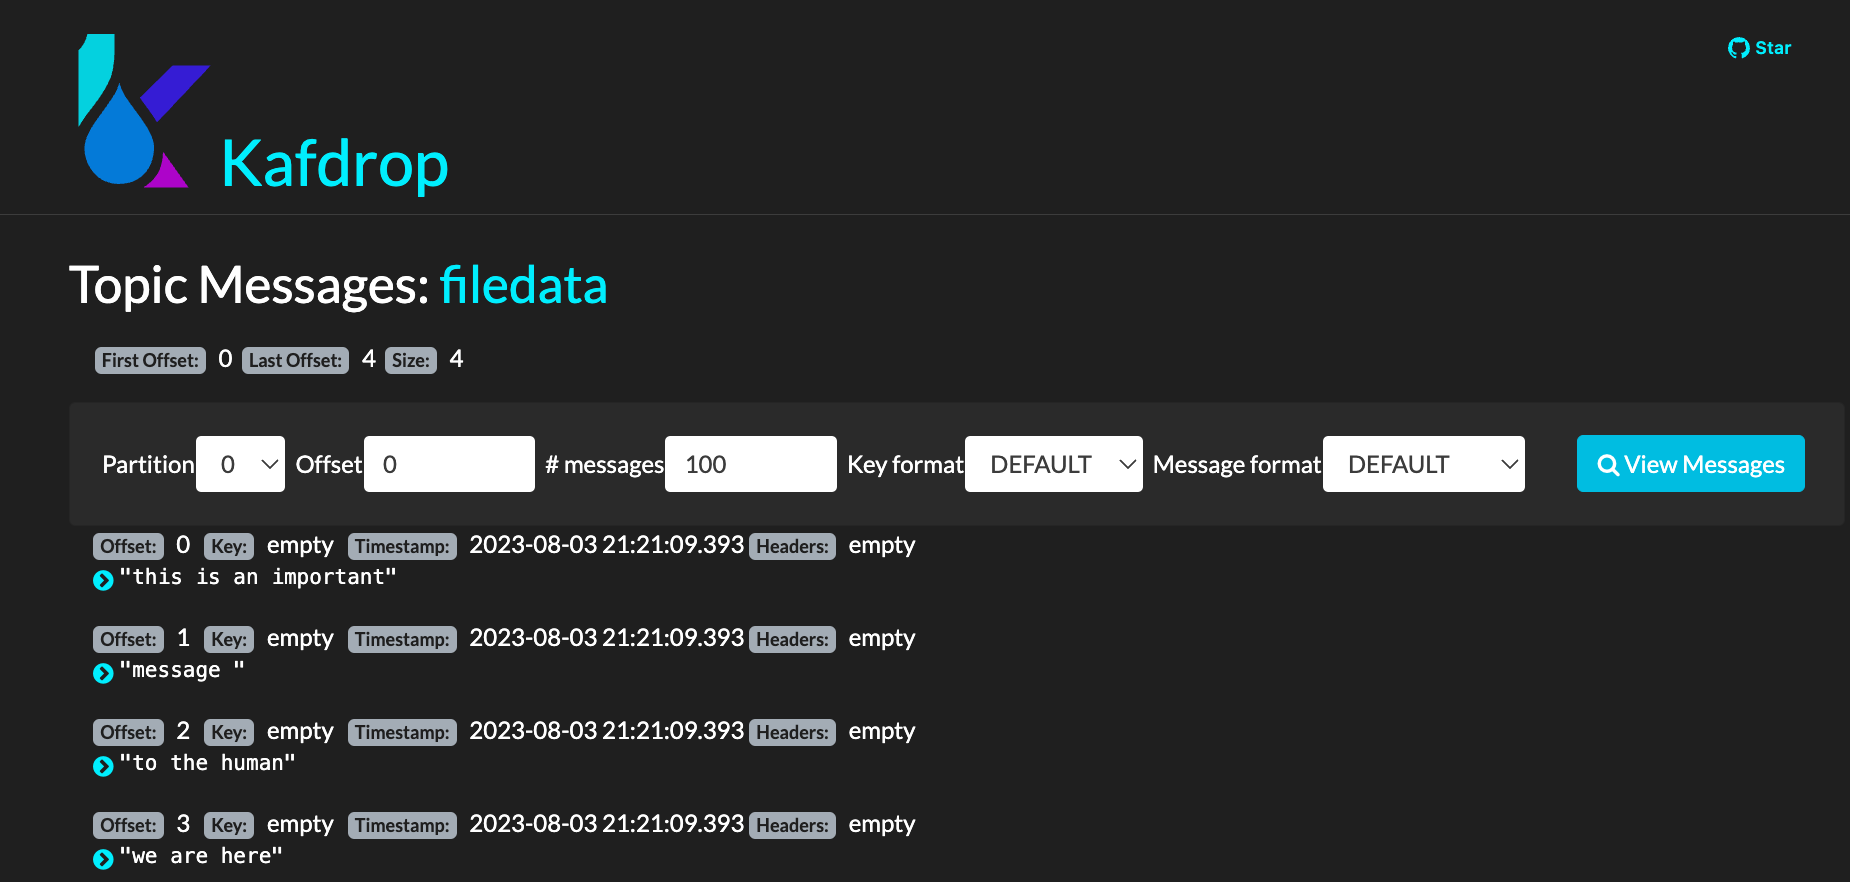 Star
Kafdrop
Topic Messages: filedata
First Offset: 0 Last Offset: 4 Size: 4
Partition 0 Offset 0 # messages 100 Key format DEFAULT Message format DEFAULT View Messages
Offset: 0 Key: empty Timestamp: 2023-08-03 21:21:09.393 Headers: empty
"this is an important"
Offset: 1 Key: empty Timestamp: 2023-08-03 21:21:09.393 Headers: empty
"message "
Offset: 2 Key: empty Timestamp: 2023-08-03 21:21:09.393 Headers: empty
"to the human"
Offset: 3 Key: empty Timestamp: 2023-08-03 21:21:09.393 Headers: empty
"we are here"